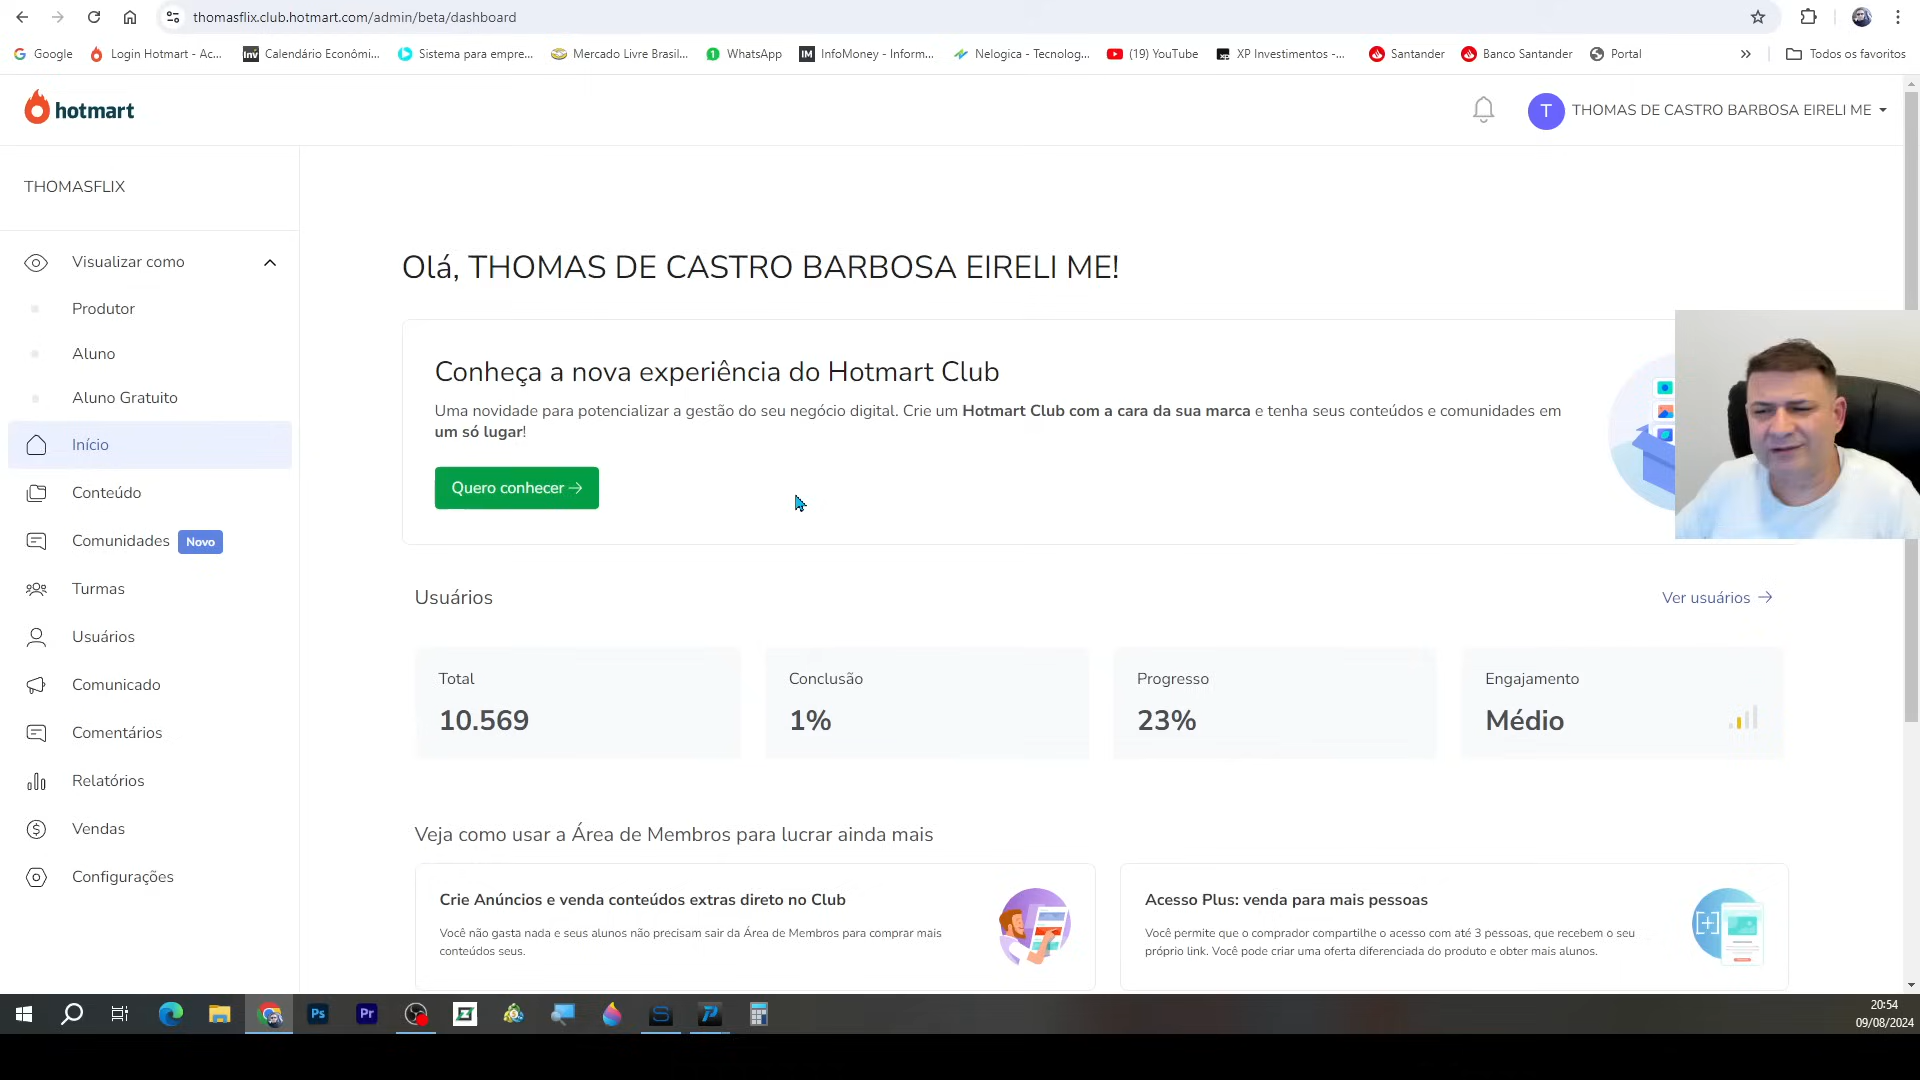 thomasflix.club.hotmart.com/admin/beta/dashboard
Google
Login Hotmart - Ac...
Calendário Econômi...
Sistema para empre...
Mercado Livre Brasil...
WhatsApp
InfoMoney - Inform...
Nelogica - Tecnolog...
(19) YouTube
XP Investimentos -...
Santander
Banco Santander
Portal
»
Todos os favoritos
hotmart
T
THOMAS DE CASTRO BARBOSA EIRELI ME
THOMASFLIX
Visualizar como
Produtor
Aluno
Aluno Gratuito
Início
Conteúdo
Comunidades Novo
Turmas
Usuários
Comunicado
Comentários
Relatórios
Vendas
Configurações
Olá, THOMAS DE CASTRO BARBOSA EIRELI ME!
Conheça a nova experiência do Hotmart Club
Uma novidade para potencializar a gestão do seu negócio digital. Crie um Hotmart Club com a cara da sua marca e tenha seus conteúdos e comunidades em
um só lugar!
Quero conhecer
Usuários
Ver usuários
Total
10.569
Conclusão
1%
Progresso
23%
Engajamento
Médio
Veja como usar a Área de Membros para lucrar ainda mais
Crie Anúncios e venda conteúdos extras direto no Club
Você não gasta nada e seus alunos não precisam sair da Área de Membros para comprar mais
conteúdos seus.
Acesso Plus: venda para mais pessoas
Você permite que o comprador compartilhe o acesso com até 3 pessoas, que recebem o seu
próprio link. Você pode criar uma oferta diferenciada do produto e obter mais alunos.
Ps
Pr
20:54
09/08/2024